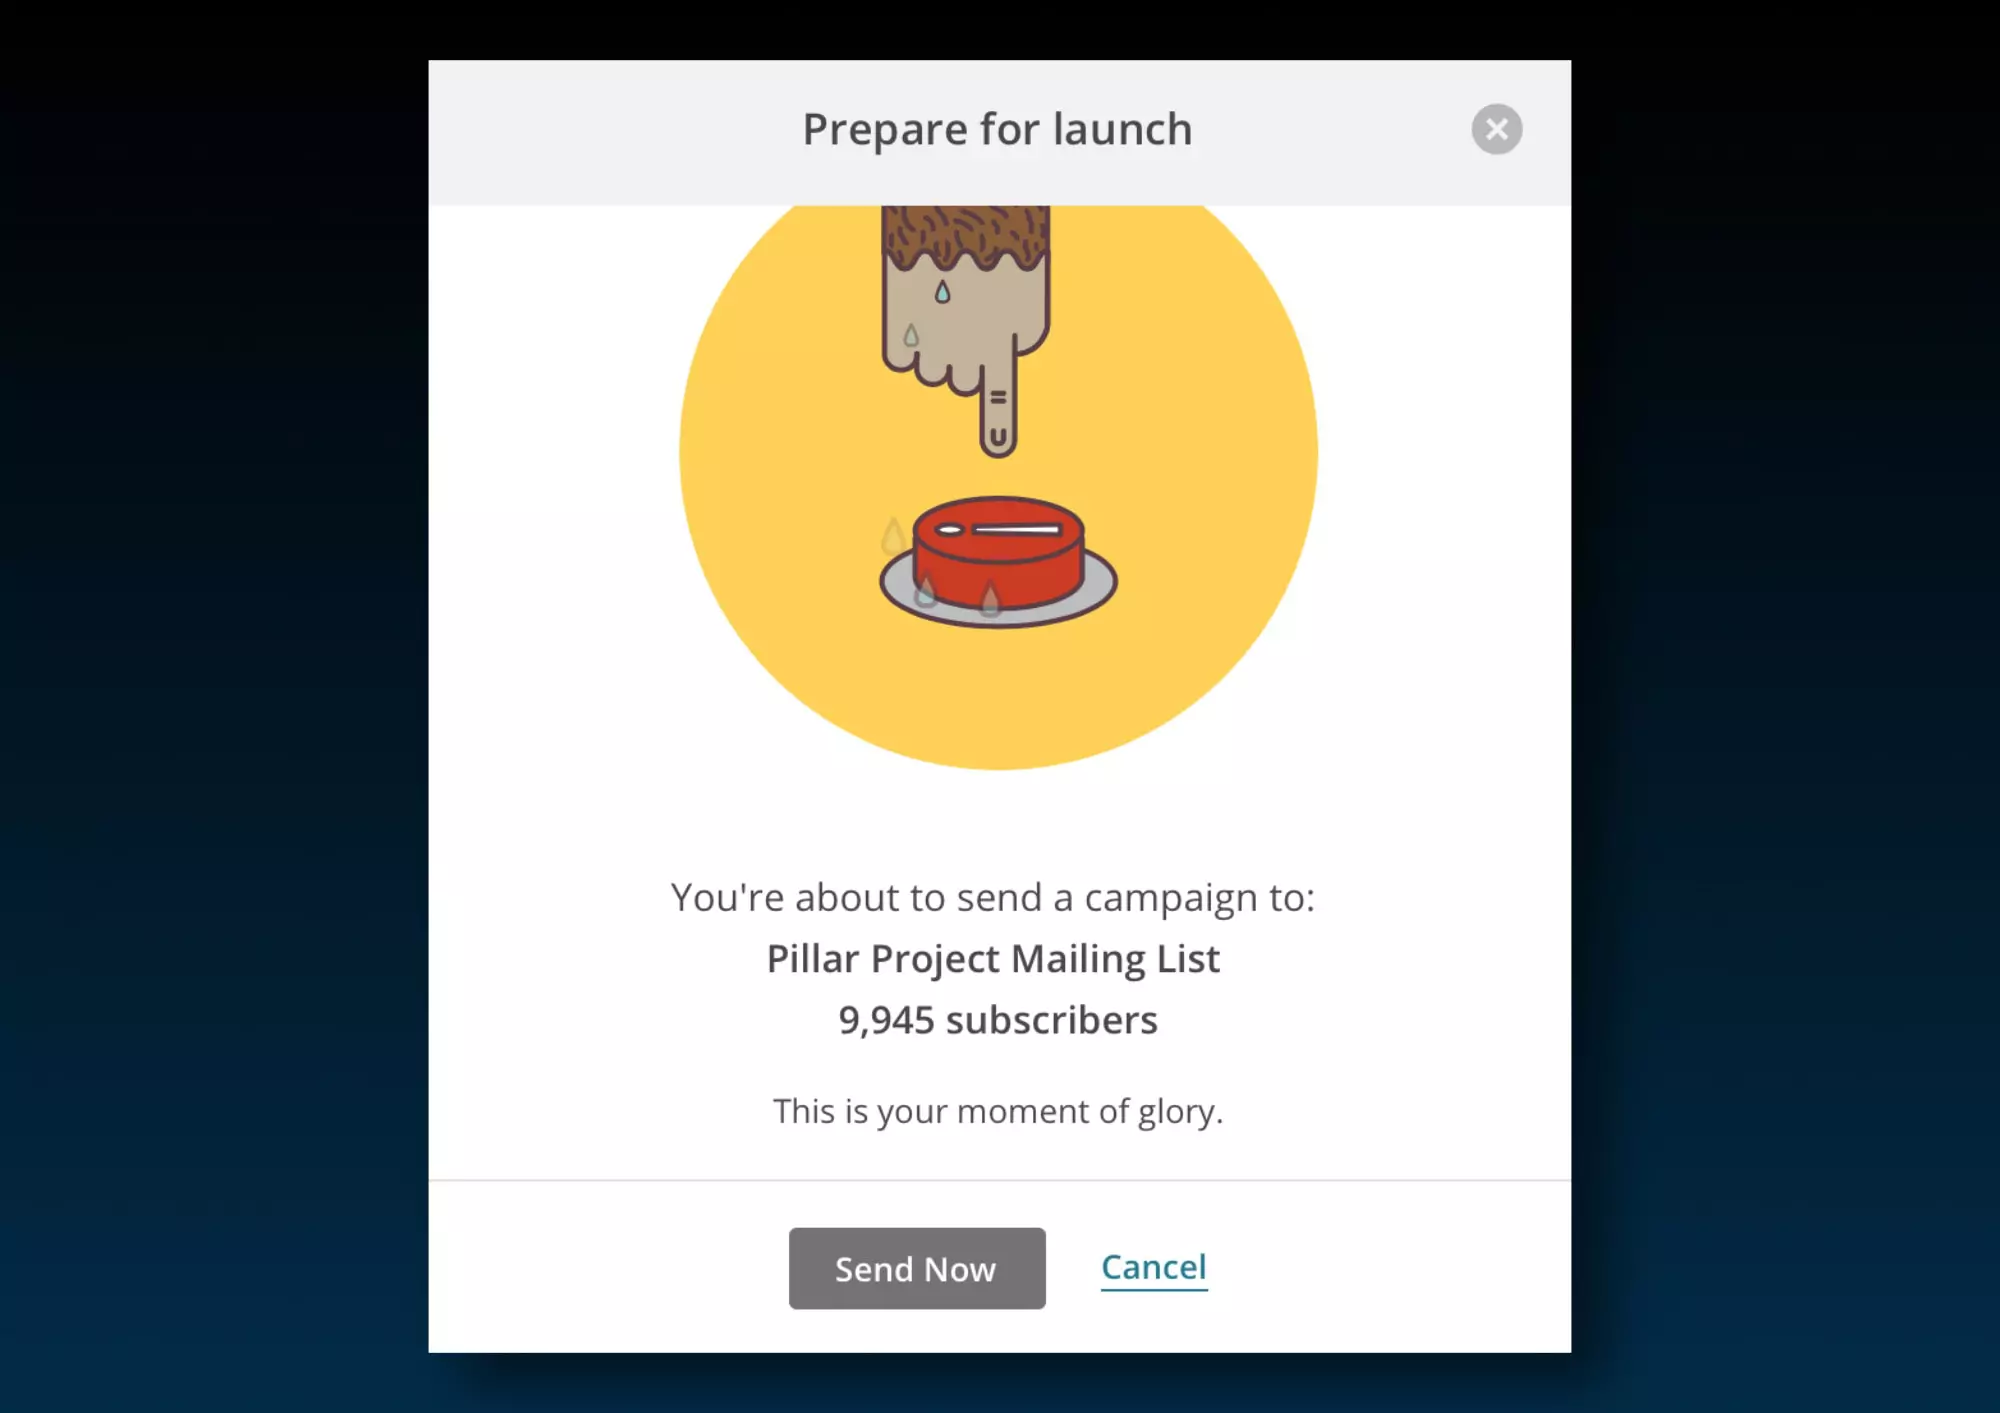 Prepare for launch
You're about to send a campaign to:
Pillar Project Mailing List
9,945 subscribers
This is your moment of glory.
Send Now
Cancel